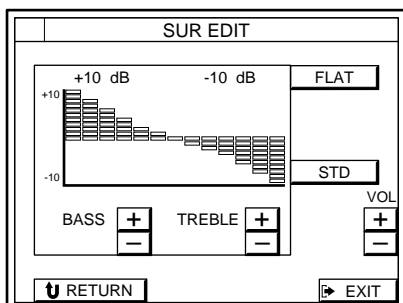 SUR EDIT
+10 dB -10 dB FLAT
+10
-10
STD
VOL
BASS + TREBLE + +
− − −
RETURN EXIT